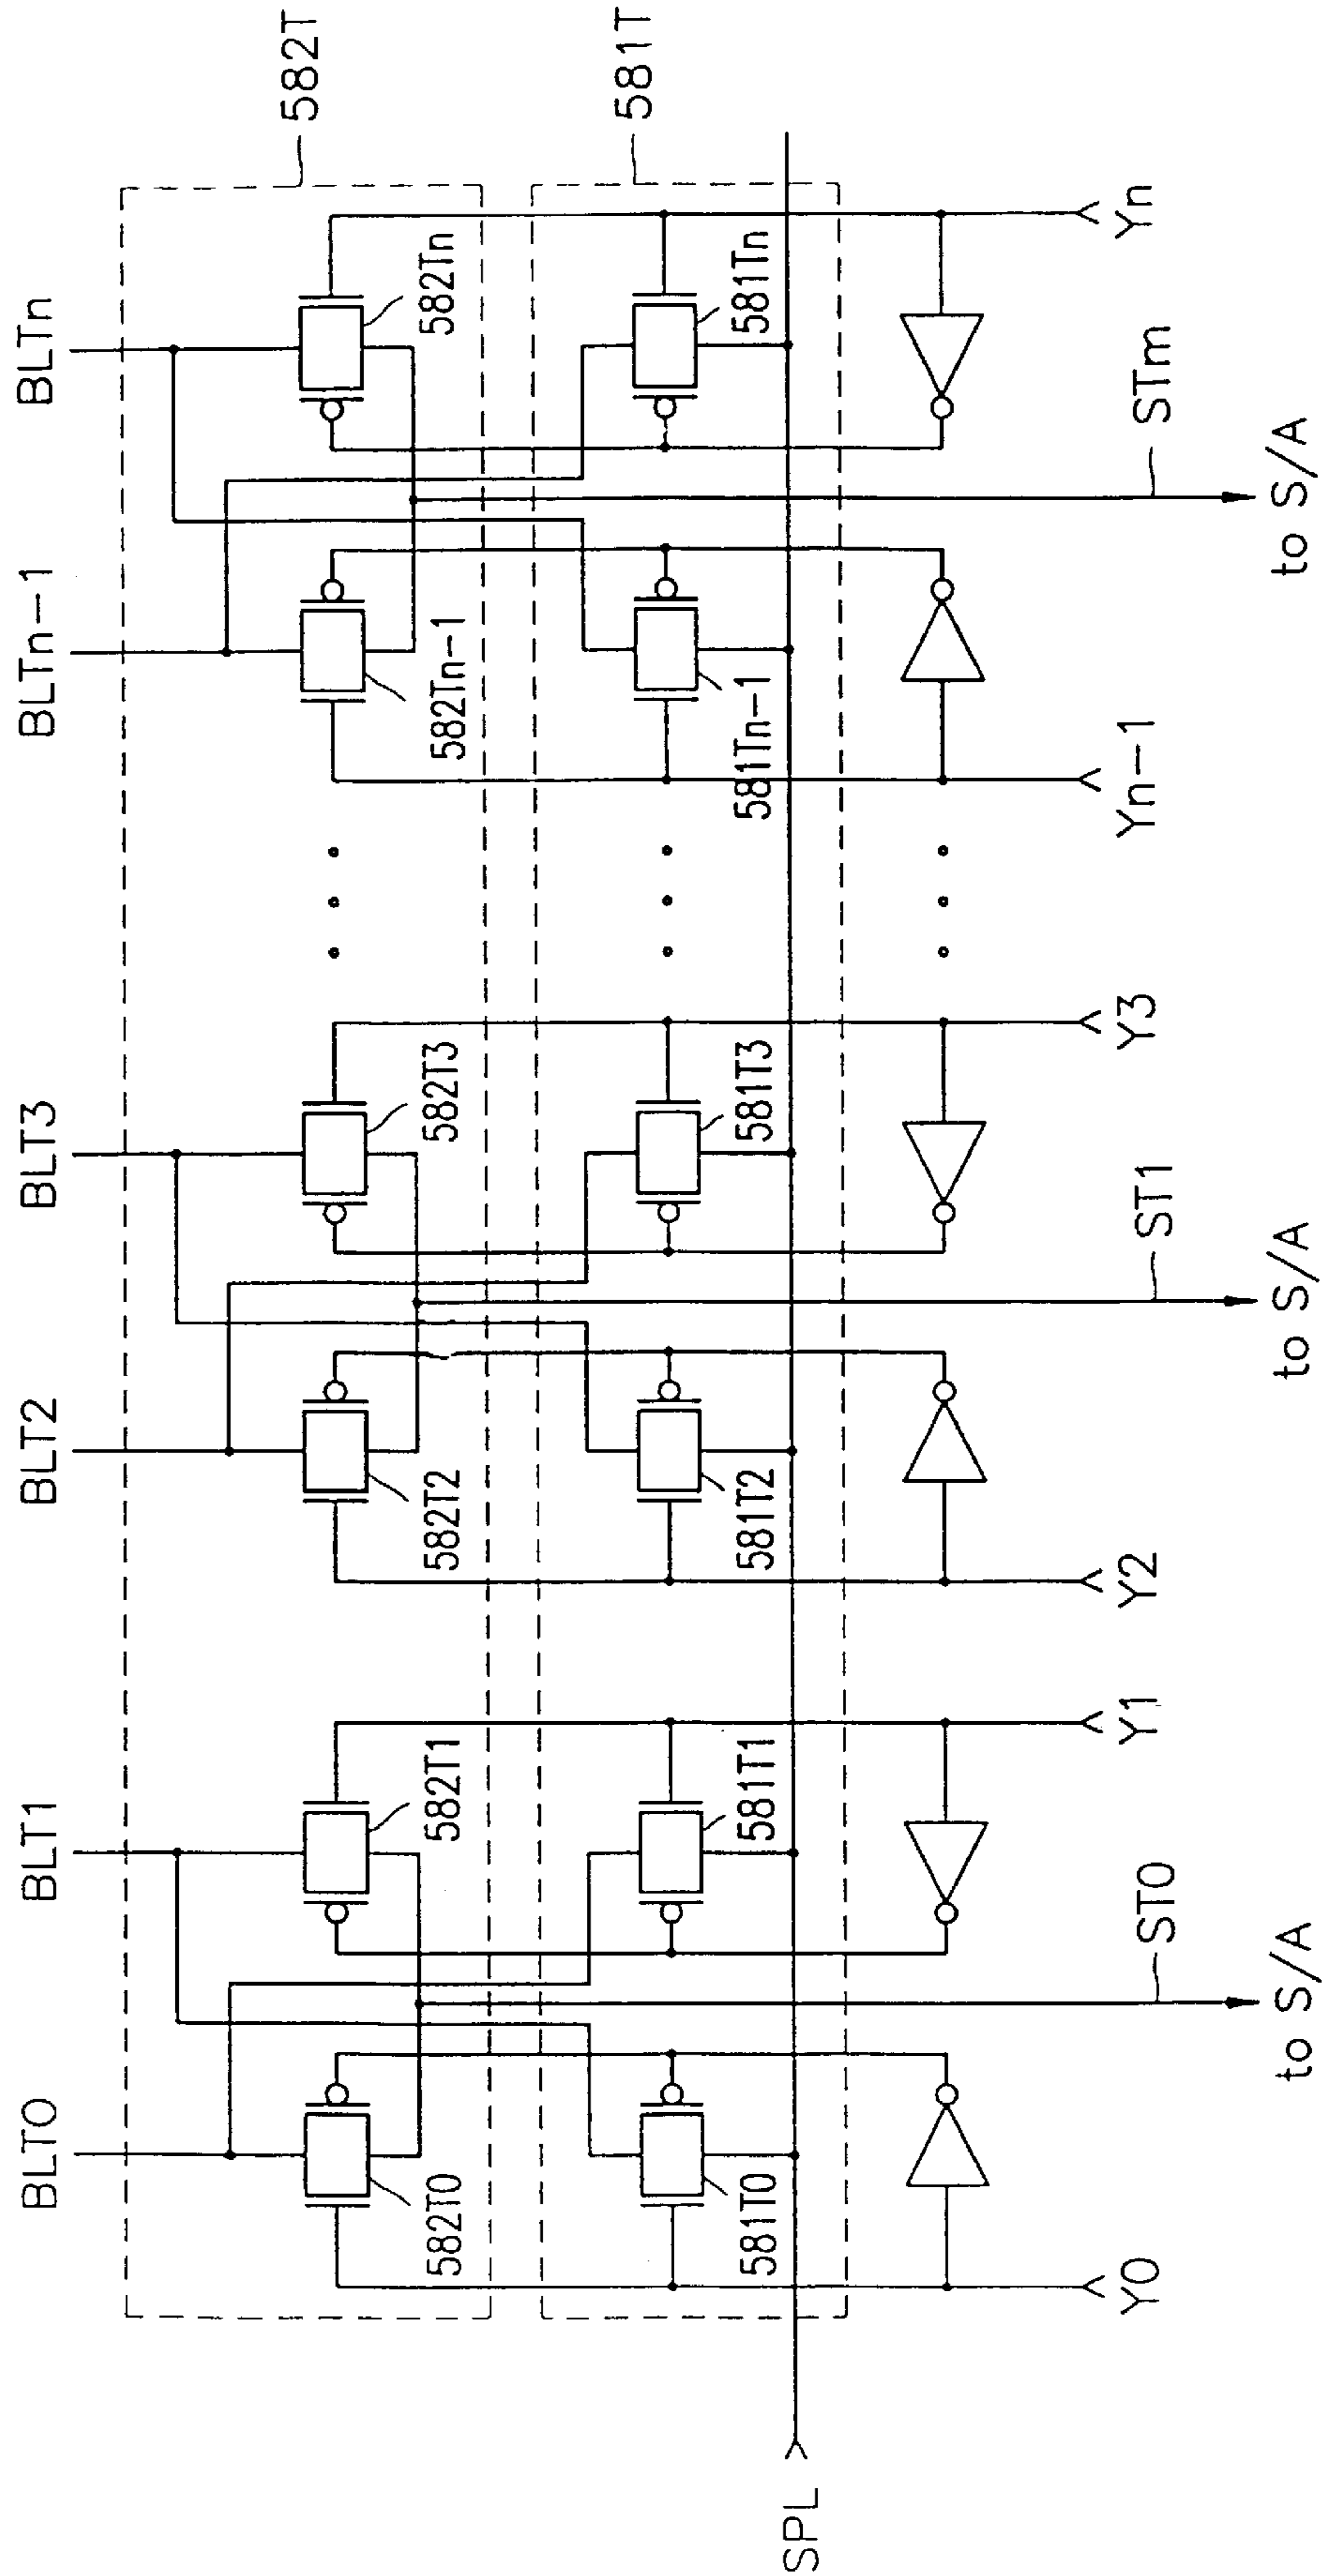 BLT0
BLT1
BLT2
BLT3
BLTn-1
BLTn
582T
582T0
582T1
582T2
582T3
582Tn-1
582Tn
581T
581T0
581T1
581T2
581T3
581Tn-1
581Tn
SPL
Y0
Y1
Y2
Y3
Yn-1
Yn
ST0
ST1
STm
to S/A
to S/A
to S/A